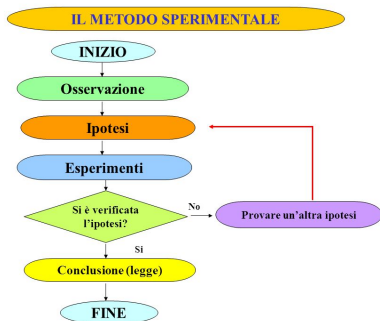 IL METODO SPERIMENTALE
INIZIO
Osservazione
Ipotesi
Esperimenti
Si è verificata
l'ipotesi?
No
Provare un'altra ipotesi
Si
Conclusione (legge)
FINE